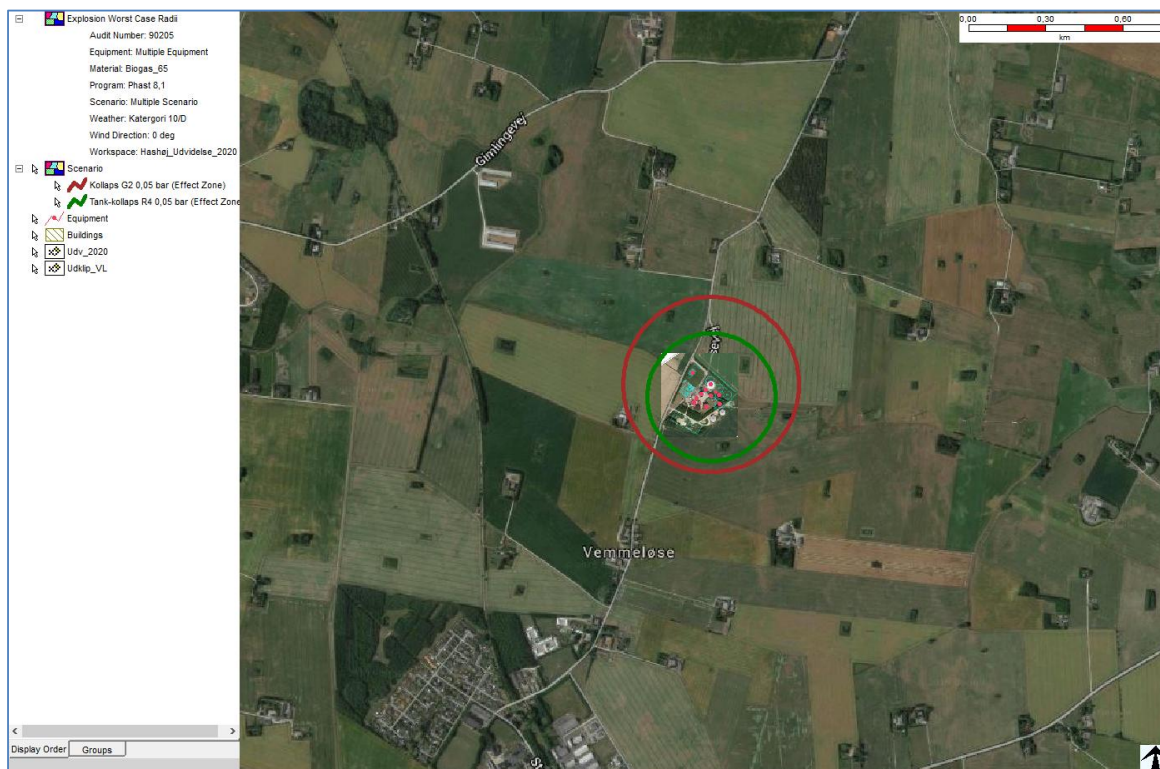 Explosion Worst Case Radii
Audit Number: 90205
Equipment: Multiple Equipment
Material: Biogas_65
Program: Phast 8,1
Scenario: Multiple Scenario
Weather: Katergori 10/D
Wind Direction: 0 deg
Workspace: Hashøj_Udvidelse_2020
Scenario
Kollaps G2 0,05 bar (Effect Zone)
Tank-kollaps R4 0,05 bar (Effect Zone
Equipment
Buildings
Udv_2020
Udklip_VL
Display Order
Groups
0,00 0,30 0,60
km
Gimlingevej
Vemmeløse